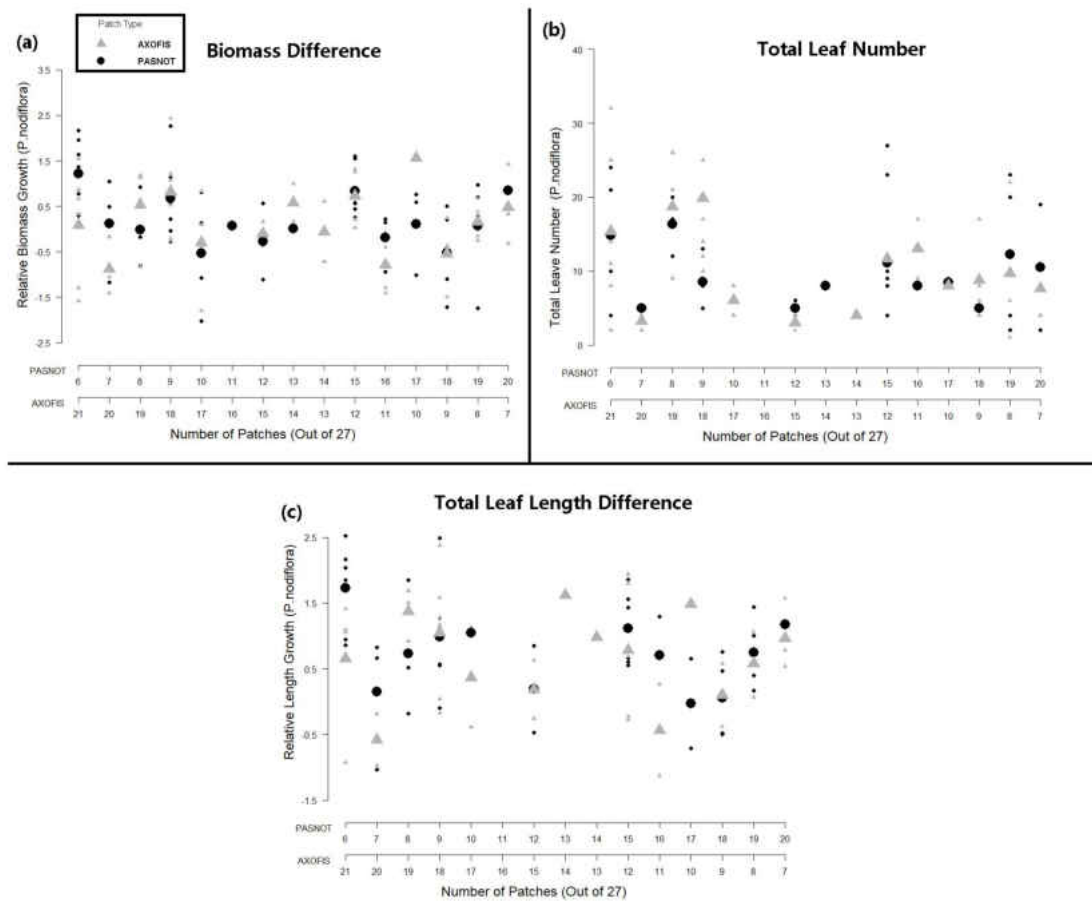 (a)
Patch Type
AXOFIS
PASNOT
Biomass Difference
Relative Biomass Growth (P.nodiflora)
3.5
2.5
1.5
0.5
-0.5
-1.5
-2.5
PASNOT
6 7 8 9 10 11 12 13 14 15 16 17 18 19 20
AXOFIS
21 20 19 18 17 16 15 14 13 12 11 10 9 8 7
Number of Patches (Out of 27)
(b)
Total Leaf Number
Total Leave Number (P.nodiflora)
40
30
20
10
0
PASNOT
6 7 8 9 10 11 12 13 14 15 16 17 18 19 20
AXOFIS
21 20 19 18 17 16 15 14 13 12 11 10 9 8 7
Number of Patches (Out of 27)
(c)
Total Leaf Length Difference
Relative Length Growth (P.nodiflora)
2.5
1.5
0.5
-0.5
-1.5
PASNOT
6 7 8 9 10 11 12 13 14 15 16 17 18 19 20
AXOFIS
21 20 19 18 17 16 15 14 13 12 11 10 9 8 7
Number of Patches (Out of 27)